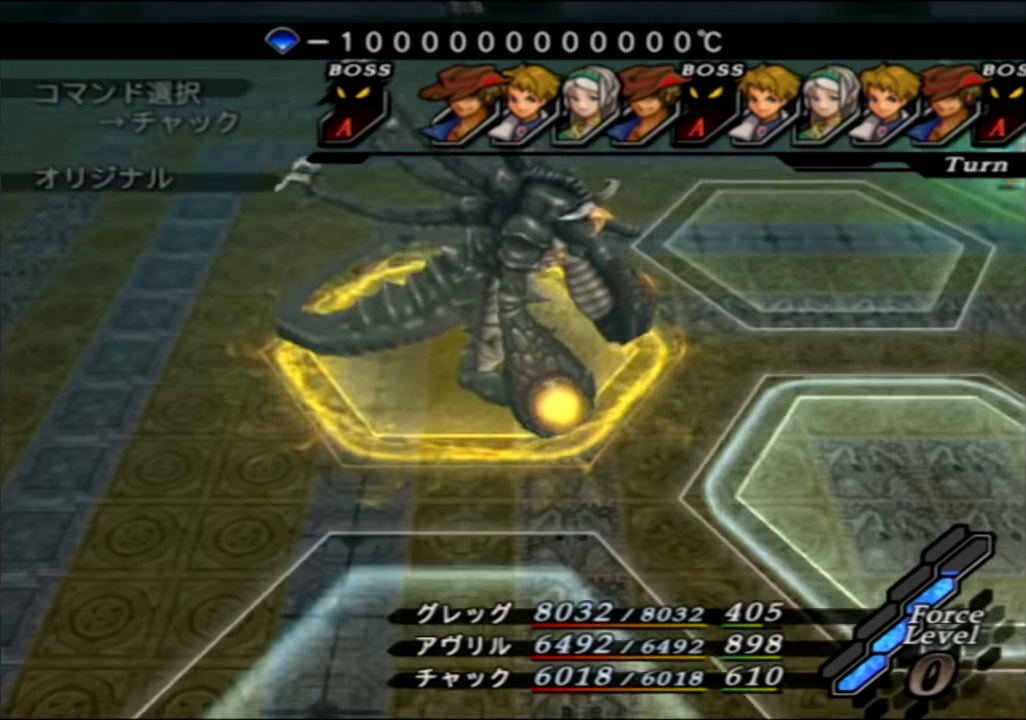 －1000000000000℃
BOSS BOSS BOSS
A A A
コマンド選択
→チャック
Turn
オリジナル
グレッグ 8032/8032 405
アヴリル 6492/6492 898
チャック 6018/6018 610
Force
Level
0